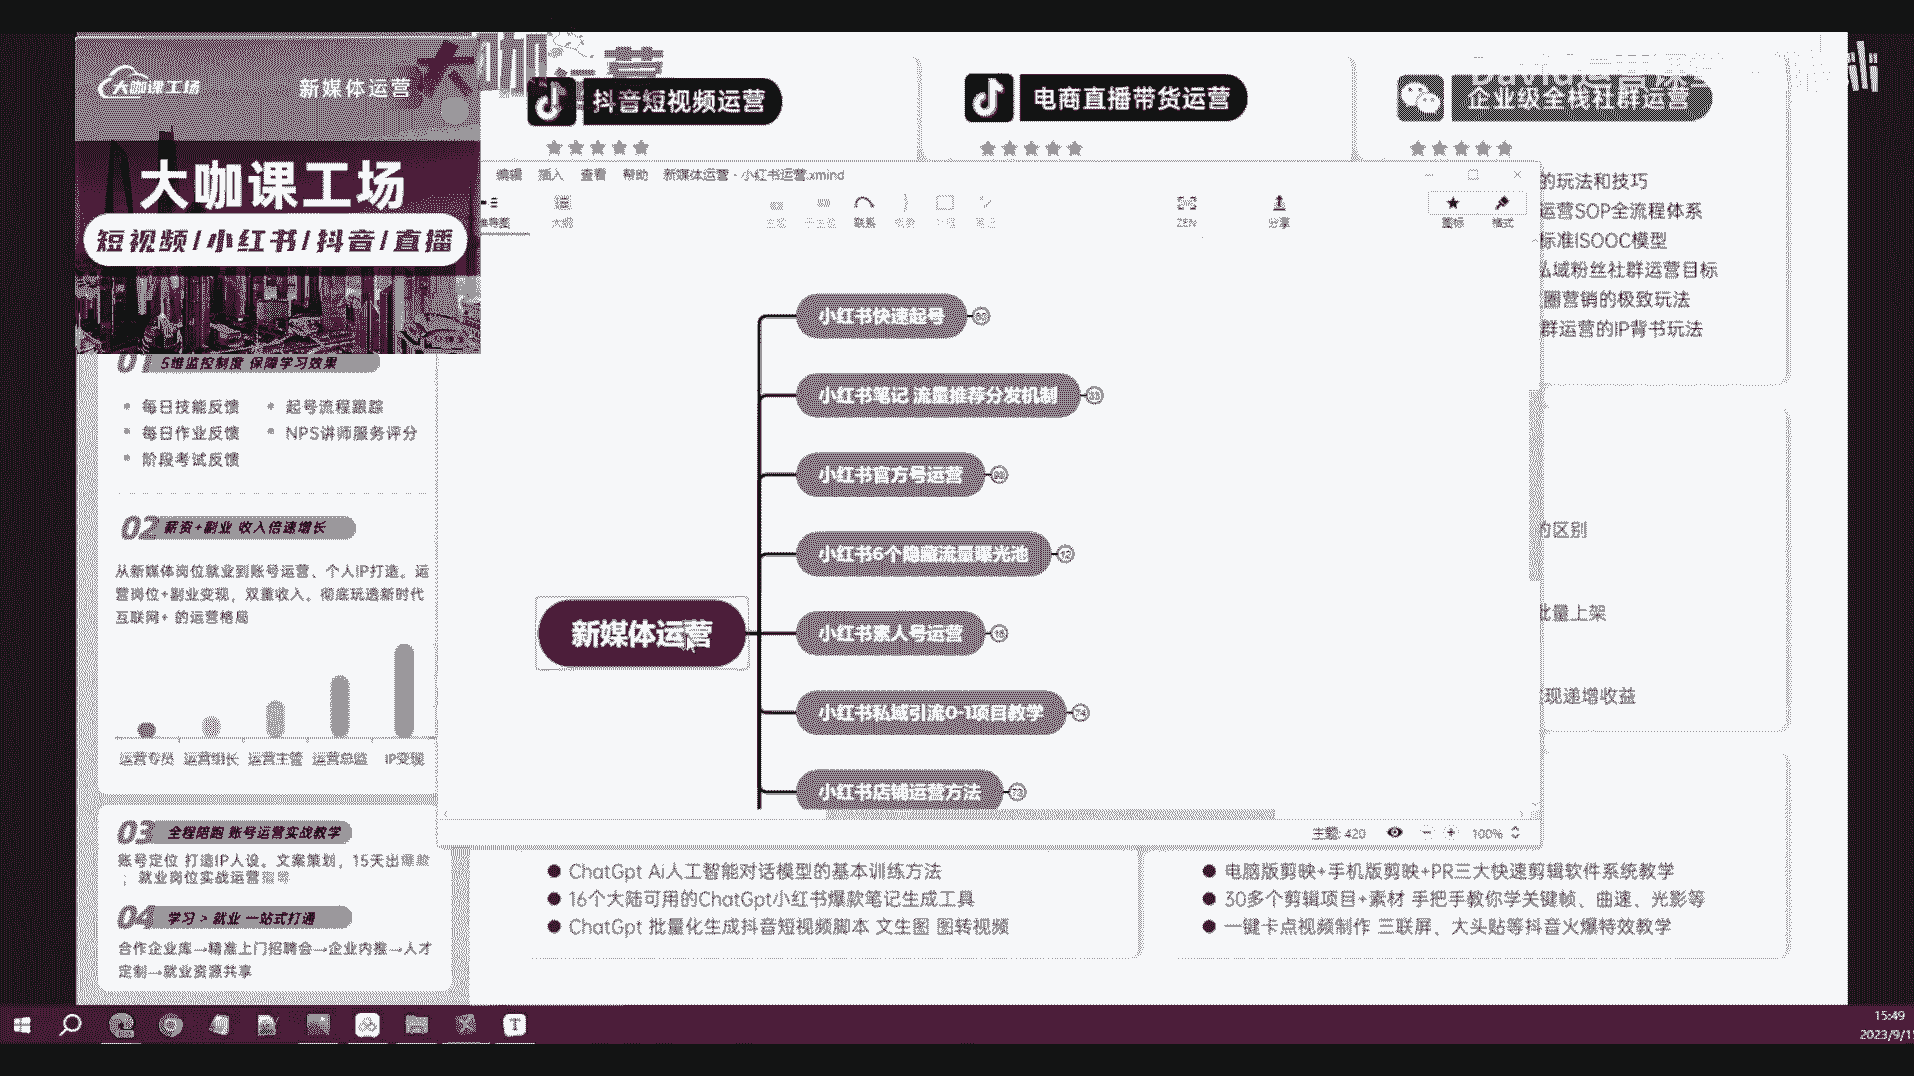 大咖课工场
新媒体运营
大咖课工场
短视频/小红书/抖音/直播
抖音短视频运营
电商直播带货运营
企业级全栈社群运营
编辑 插入 查看 帮助 新媒体运营 - 小红书运营.xmind
大纲
联系
ZEN
分享
图标
格式
小红书快速起号
小红书笔记 流量推荐分发机制
小红书官方号运营
小红书6个隐藏流量曝光池
12
小红书素人号运营
小红书私域引流0-1项目教学
74
小红书店铺运营方法
72
新媒体运营
主题: 420
100%
的玩法和技巧
运营SOP全流程体系
标准ISOOC模型
私域粉丝社群运营目标
圈营销的极致玩法
群运营的IP背书玩法
的区别
批量上架
实现递增收益
01 5维监控制度 保障学习效果
每日技能反馈
起号流程跟踪
每日作业反馈
NPS讲师服务评分
阶段考试反馈
02 薪资+副业 收入倍速增长
从新媒体岗位就业到账号运营、个人IP打造。运
营岗位+副业变现，双重收入。彻底玩透新时代
互联网+ 的运营格局
运营专员 运营组长 运营主管 运营总监 IP变现
03 全程陪跑 账号运营实战教学
账号定位 打造IP人设。文案策划，15天出爆款
；就业岗位实战运营指导
04 学习 > 就业 一站式打通
合作企业库→精准上门招聘会→企业内推→人才
定制→就业资源共享
ChatGpt Ai人工智能对话模型的基本训练方法
16个大陆可用的ChatGpt小红书爆款笔记生成工具
ChatGpt 批量化生成抖音短视频脚本 文生图 图转视频
电脑版剪映+手机版剪映+PR三大快速剪辑软件系统教学
30多个剪辑项目+素材 手把手教你学关键帧、曲速、光影等
一键卡点视频制作 三联屏、大头贴等抖音火爆特效教学
15:49
2023/9/1